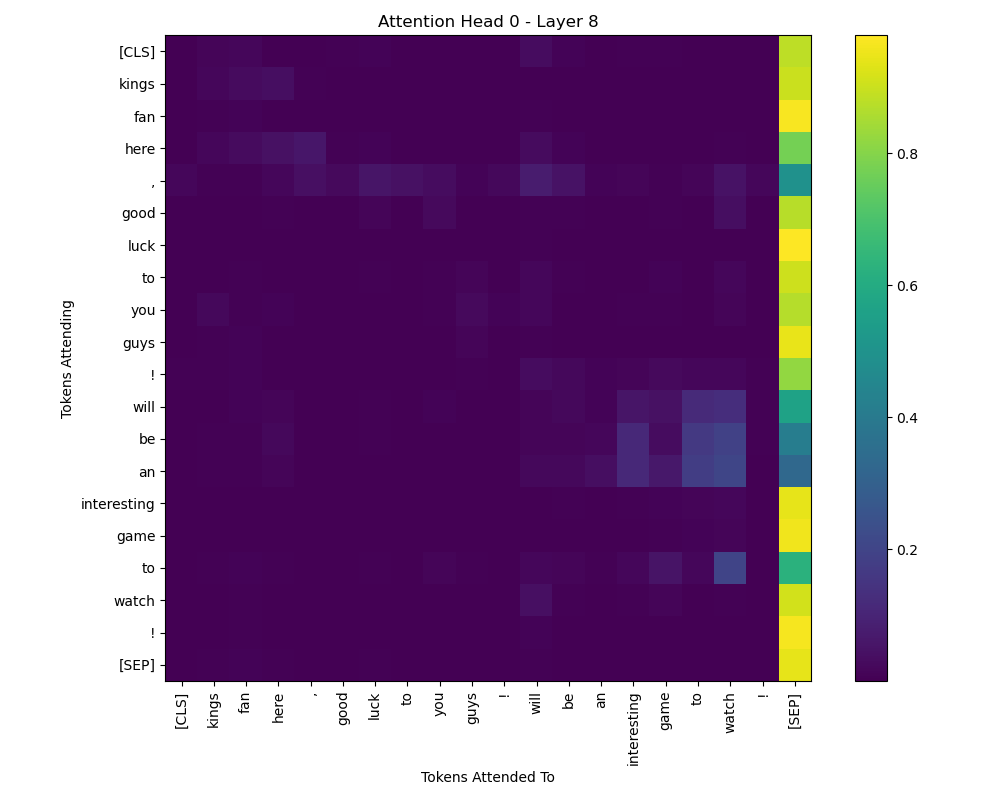 Attention Head 0 - Layer 8
Tokens Attending
[CLS]
kings
fan
here
,
good
luck
to
you
guys
!
will
be
an
interesting
game
to
watch
!
[SEP]
[CLS] kings fan here , good luck to you guys ! will be an interesting game to watch ! [SEP]
Tokens Attended To
0.8
0.6
0.4
0.2